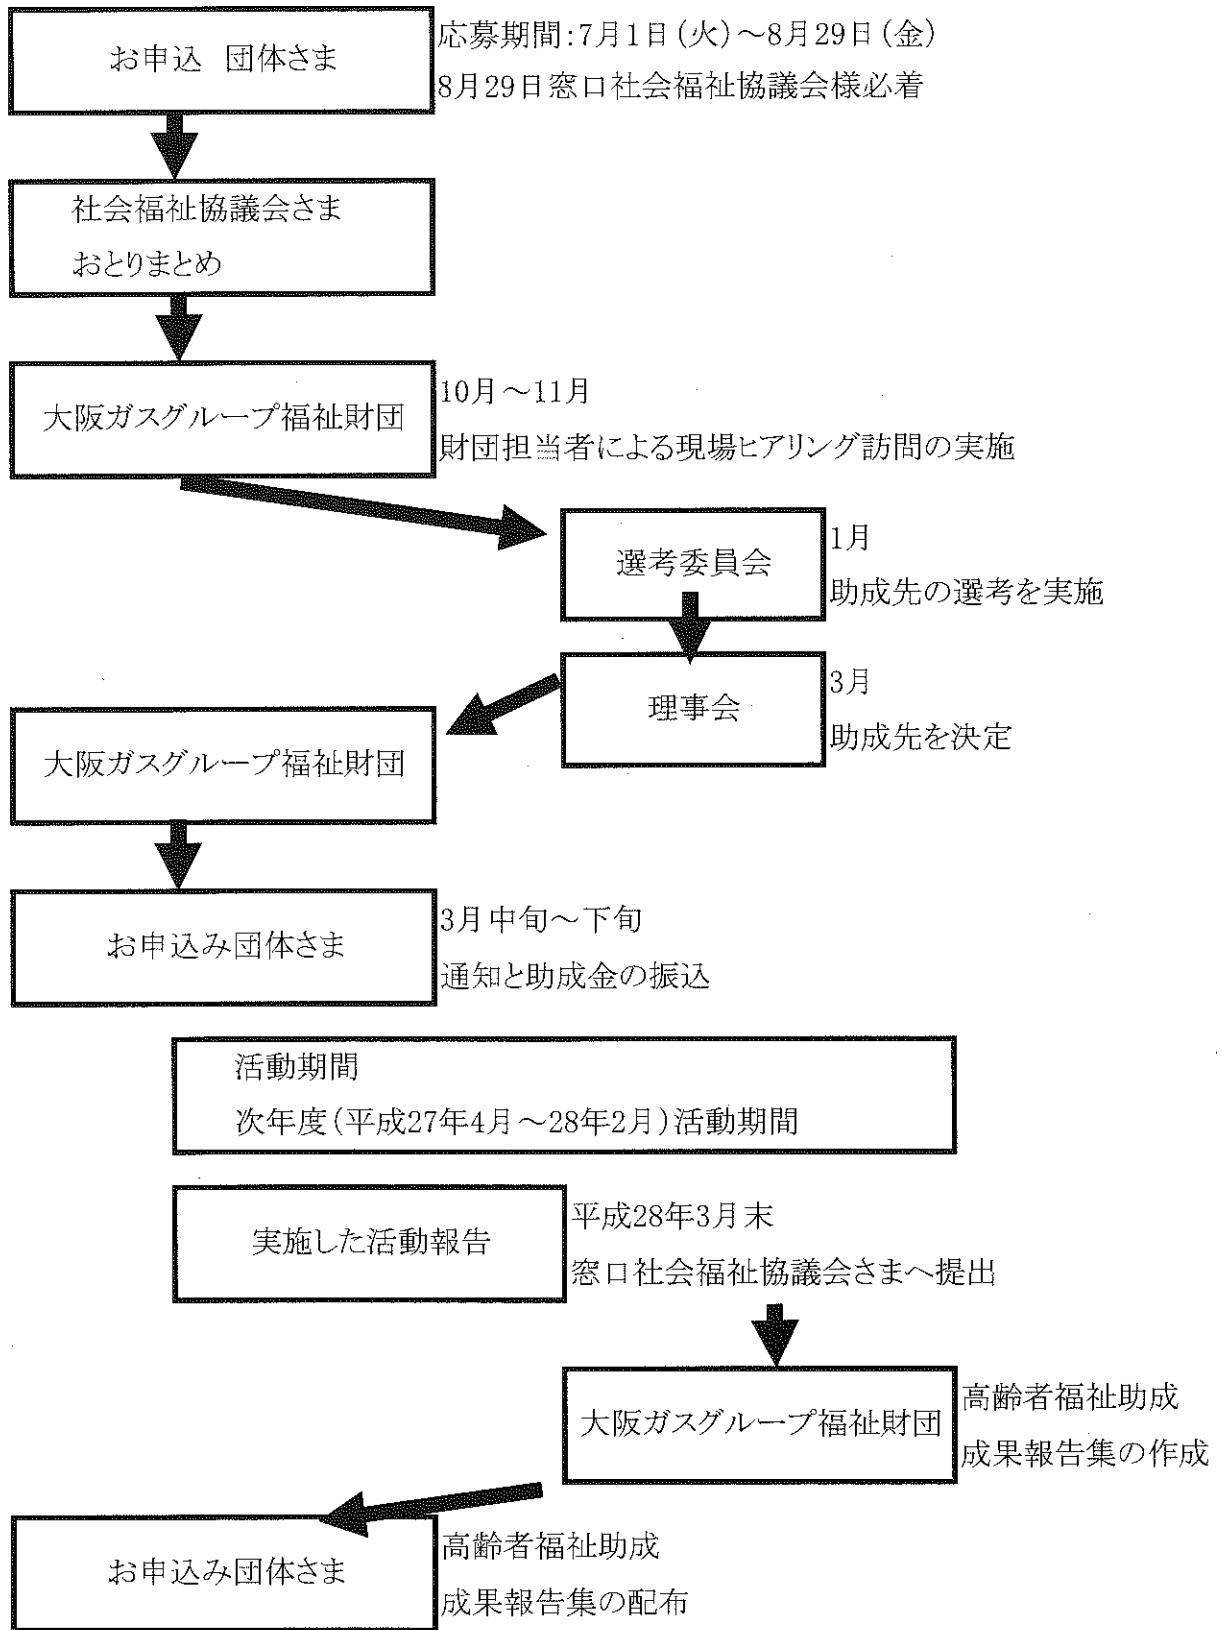 お申込 団体さま
応募期間:7月1日(火)～8月29日(金)
8月29日窓口社会福祉協議会様必着
社会福祉協議会さま
おとりまとめ
大阪ガスグループ福祉財団
10月～11月
財団担当者による現場ヒアリング訪問の実施
選考委員会
1月
助成先の選考を実施
理事会
3月
助成先を決定
大阪ガスグループ福祉財団
お申込み団体さま
3月中旬～下旬
通知と助成金の振込
活動期間
次年度(平成27年4月～28年2月)活動期間
実施した活動報告
平成28年3月末
窓口社会福祉協議会さまへ提出
大阪ガスグループ福祉財団
高齢者福祉助成
成果報告集の作成
お申込み団体さま
高齢者福祉助成
成果報告集の配布